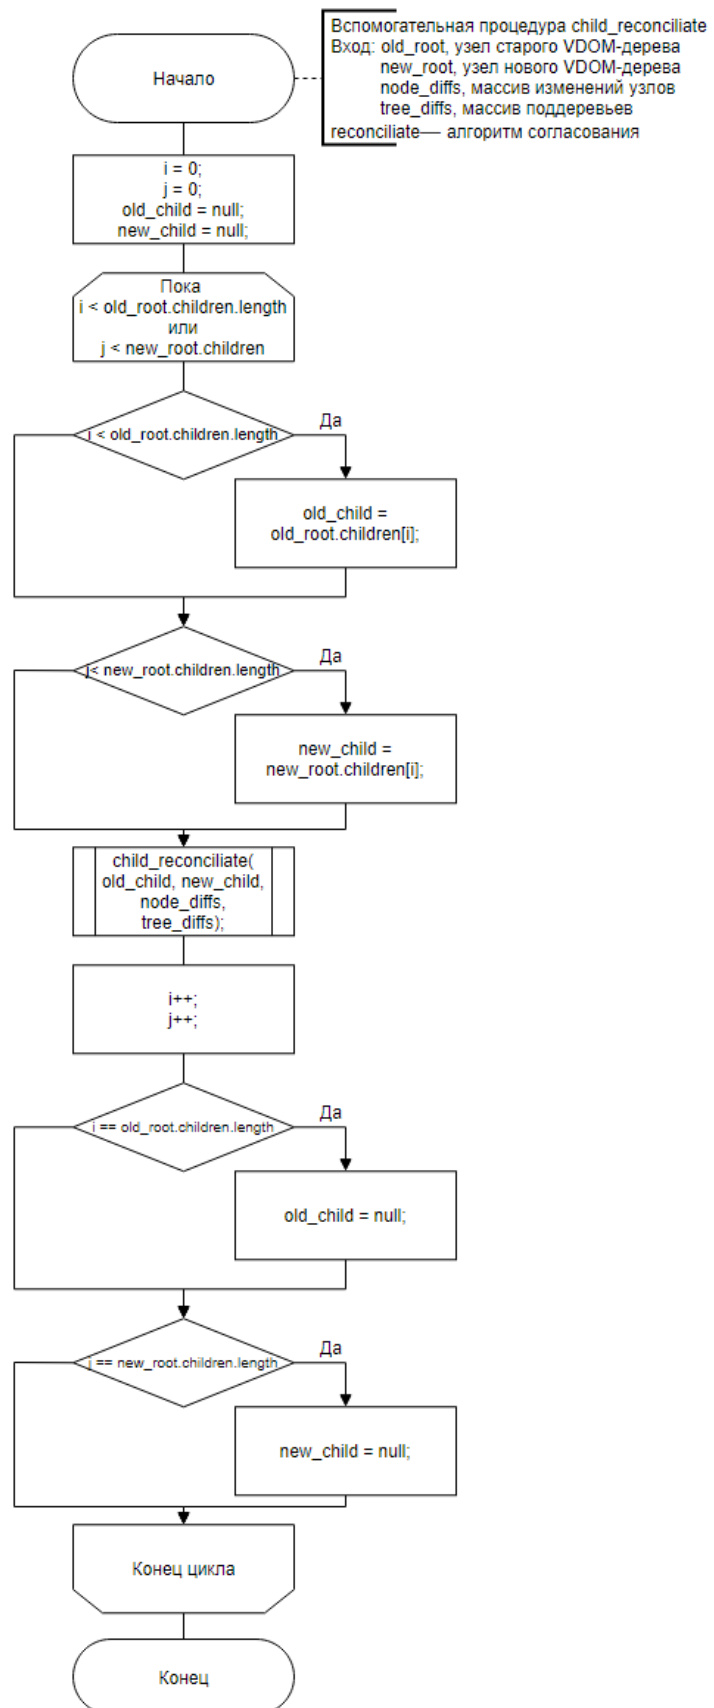 Вспомогательная процедура child_reconciliate
Вход: old_root, узел старого VDOM-дерева
new_root, узел нового VDOM-дерева
node_diffs, массив изменений узлов
tree_diffs, массив поддеревьев
reconciliate— алгоритм согласования
Начало
i = 0;
j = 0;
old_child = null;
new_child = null;
Пока
i < old_root.children.length
или
j < new_root.children
i < old_root.children.length
Да
old_child =
old_root.children[i];
j< new_root.children.length
Да
new_child =
new_root.children[i];
child_reconciliate(
old_child, new_child,
node_diffs,
tree_diffs);
i++;
j++;
i == old_root.children.length
Да
old_child = null;
j == new_root.children.length
Да
new_child = null;
Конец цикла
Конец